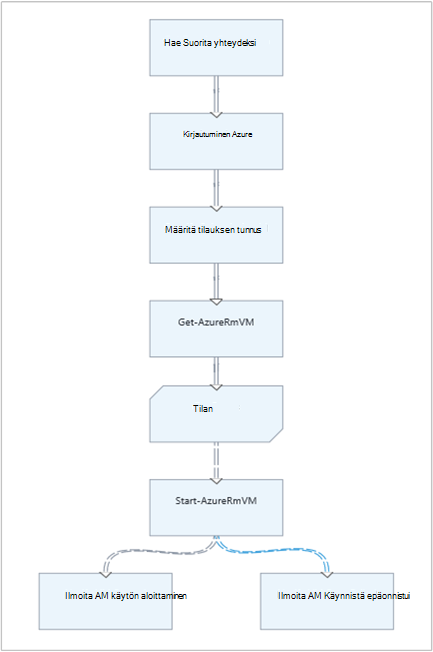 Hae Suorita yhteydeksi
Kirjautuminen Azure
Määritä tilauksen tunnus
Get-AzureRmVM
Tilan
Start-AzureRmVM
Ilmoita AM käytön aloittaminen
Ilmoita AM Käynnistä epäonnistui